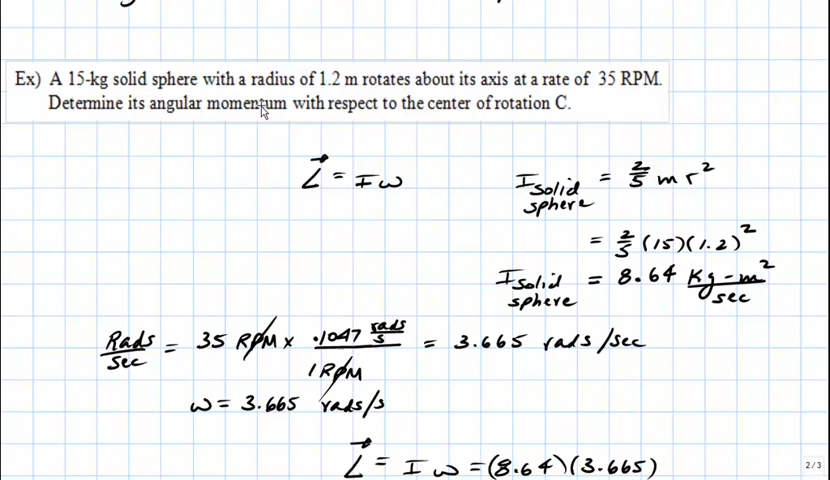 Ex) A 15-kg solid sphere with a radius of 1.2 m rotates about its axis at a rate of 35 RPM.
Determine its angular momentum with respect to the center of rotation C.
L⃗ = Iω
I solid sphere = 2/5 m r²
= 2/5 (15)(1.2)²
I solid sphere = 8.64 Kg-m²/sec
Rads/sec = 35 RPM × .1047 rads/s / 1 RPM = 3.665 rads/sec
ω = 3.665 rads/s
L⃗ = I ω = (8.64)(3.665)
2/3